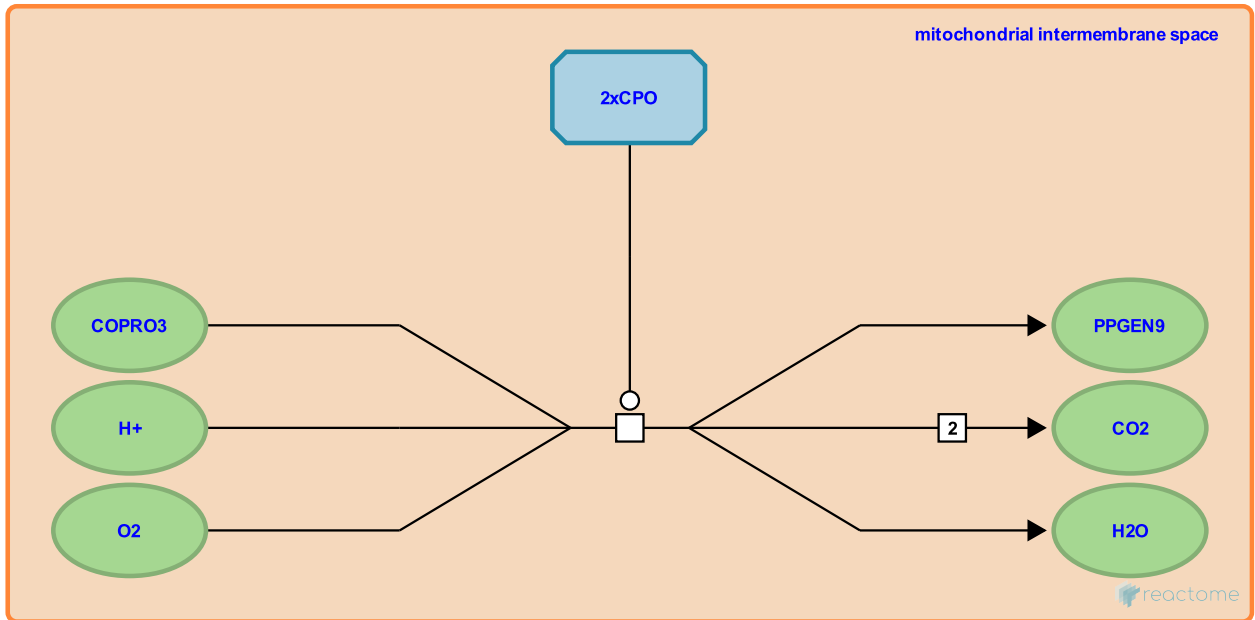 mitochondrial intermembrane space
2xCPO
COPRO3
PPGEN9
H+
2
CO2
O2
H2O
reactome